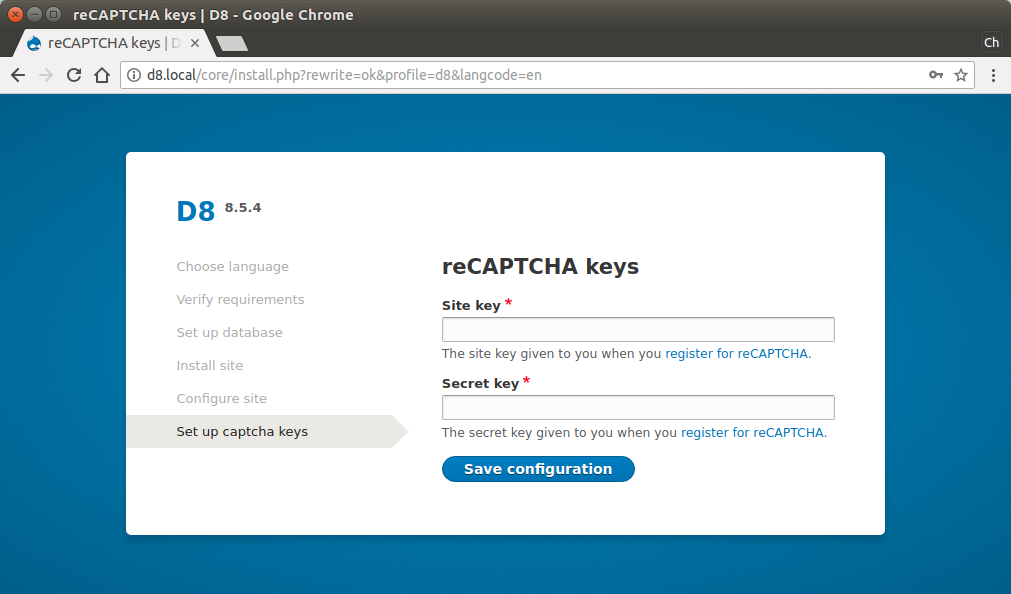 reCAPTCHA keys | D8 - Google Chrome
reCAPTCHA keys | D
Ch
d8.local/core/install.php?rewrite=ok&profile=d8&langcode=en
D8 8.5.4
Choose language
Verify requirements
Set up database
Install site
Configure site
Set up captcha keys
reCAPTCHA keys
Site key *
The site key given to you when you register for reCAPTCHA.
Secret key *
The secret key given to you when you register for reCAPTCHA.
Save configuration